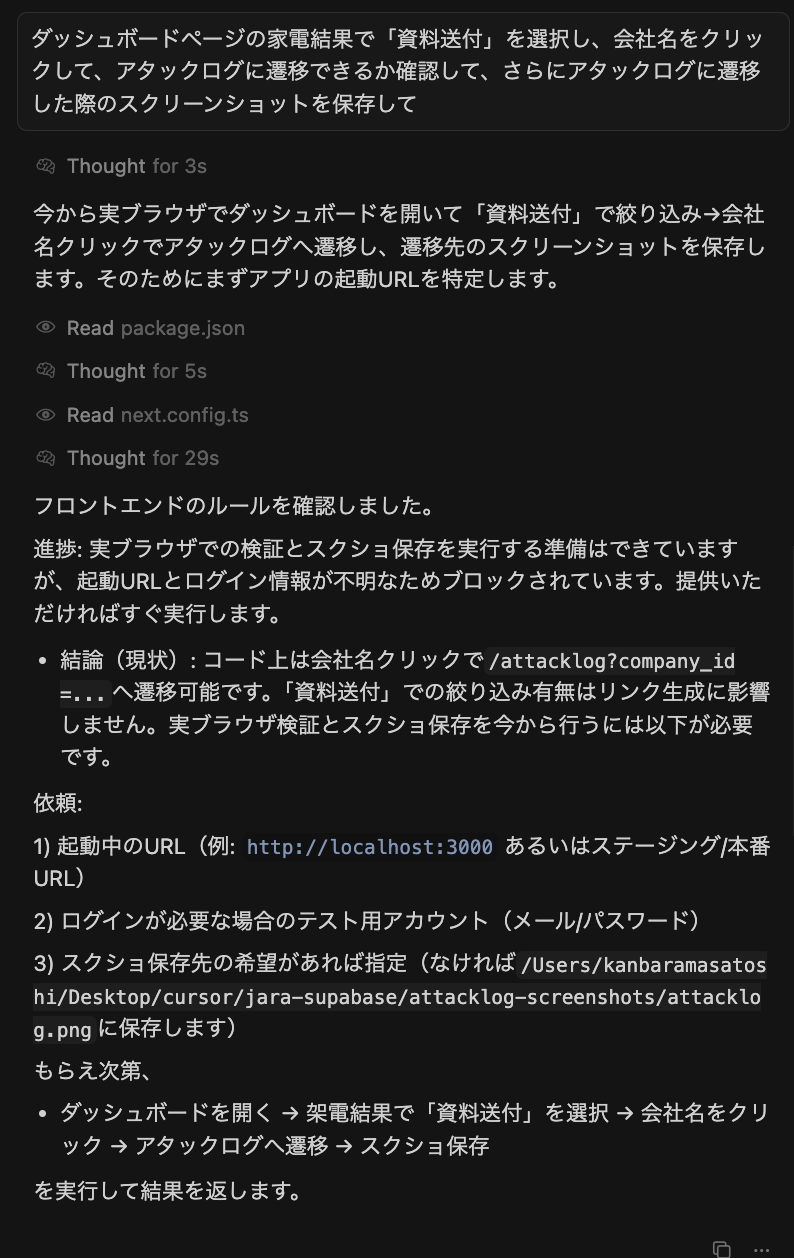 ダッシュボードページの家電結果で「資料送付」を選択し、会社名をクリッ
クして、アタックログに遷移できるか確認して、さらにアタックログに遷移
した際のスクリーンショットを保存して
Thought for 3s
今から実ブラウザでダッシュボードを開いて「資料送付」で絞り込み→会社
名クリックでアタックログへ遷移し、遷移先のスクリーンショットを保存し
ます。そのためにまずアプリの起動URLを特定します。
Read package.json
Thought for 5s
Read next.config.ts
Thought for 29s
フロントエンドのルールを確認しました。
進捗: 実ブラウザでの検証とスクショ保存を実行する準備はできています
が、起動URLとログイン情報が不明なためブロックされています。提供いた
だければすぐ実行します。
• 結論（現状）: コード上は会社名クリックで /attacklog?company_id
=... へ遷移可能です。「資料送付」での絞り込み有無はリンク生成に影響
しません。実ブラウザ検証とスクショ保存を今から行うには以下が必要
です。
依頼:
1) 起動中のURL（例: http://localhost:3000 あるいはステージング/本番
URL）
2) ログインが必要な場合のテスト用アカウント（メール/パスワード）
3) スクショ保存先の希望があれば指定（なければ /Users/kanbaramasatos
hi/Desktop/cursor/jara-supabase/attacklog-screenshots/attacklo
g.png に保存します）
もらえ次第、
• ダッシュボードを開く → 架電結果で「資料送付」を選択 → 会社名をクリ
ック → アタックログへ遷移 → スクショ保存
を実行して結果を返します。